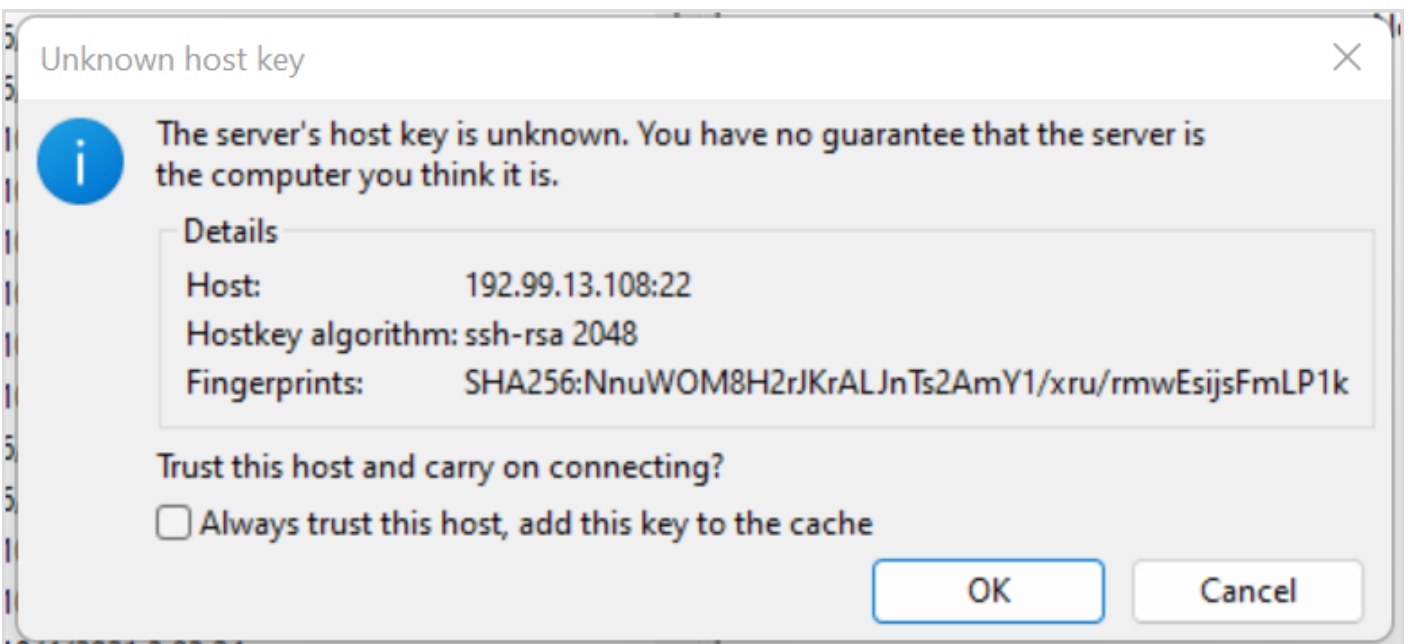 Unknown host key
The server's host key is unknown. You have no guarantee that the server is
the computer you think it is.
Details
Host: 192.99.13.108:22
Hostkey algorithm: ssh-rsa 2048
Fingerprints: SHA256:NnuWOM8H2rJKrALJnTs2AmY1/xru/rmwEsijsFmLP1k
Trust this host and carry on connecting?
Always trust this host, add this key to the cache
OK Cancel